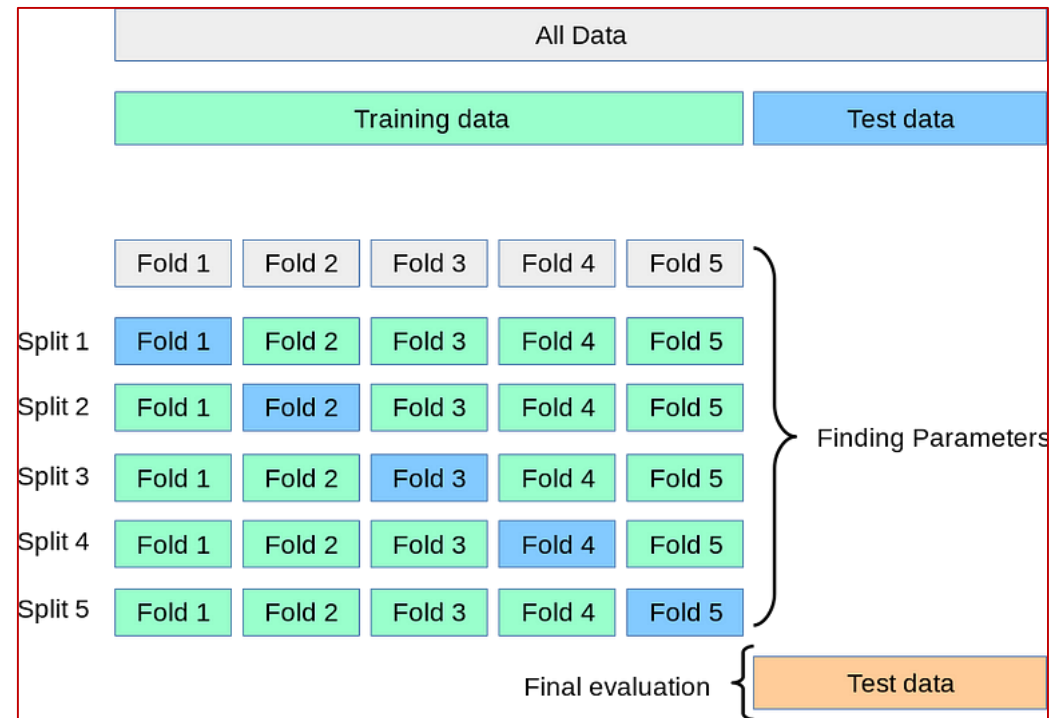 All Data
Training data Test data
Fold 1 Fold 2 Fold 3 Fold 4 Fold 5
Split 1 Fold 1 Fold 2 Fold 3 Fold 4 Fold 5
Split 2 Fold 1 Fold 2 Fold 3 Fold 4 Fold 5
Finding Parameters
Split 3 Fold 1 Fold 2 Fold 3 Fold 4 Fold 5
Split 4 Fold 1 Fold 2 Fold 3 Fold 4 Fold 5
Split 5 Fold 1 Fold 2 Fold 3 Fold 4 Fold 5
Final evaluation Test data